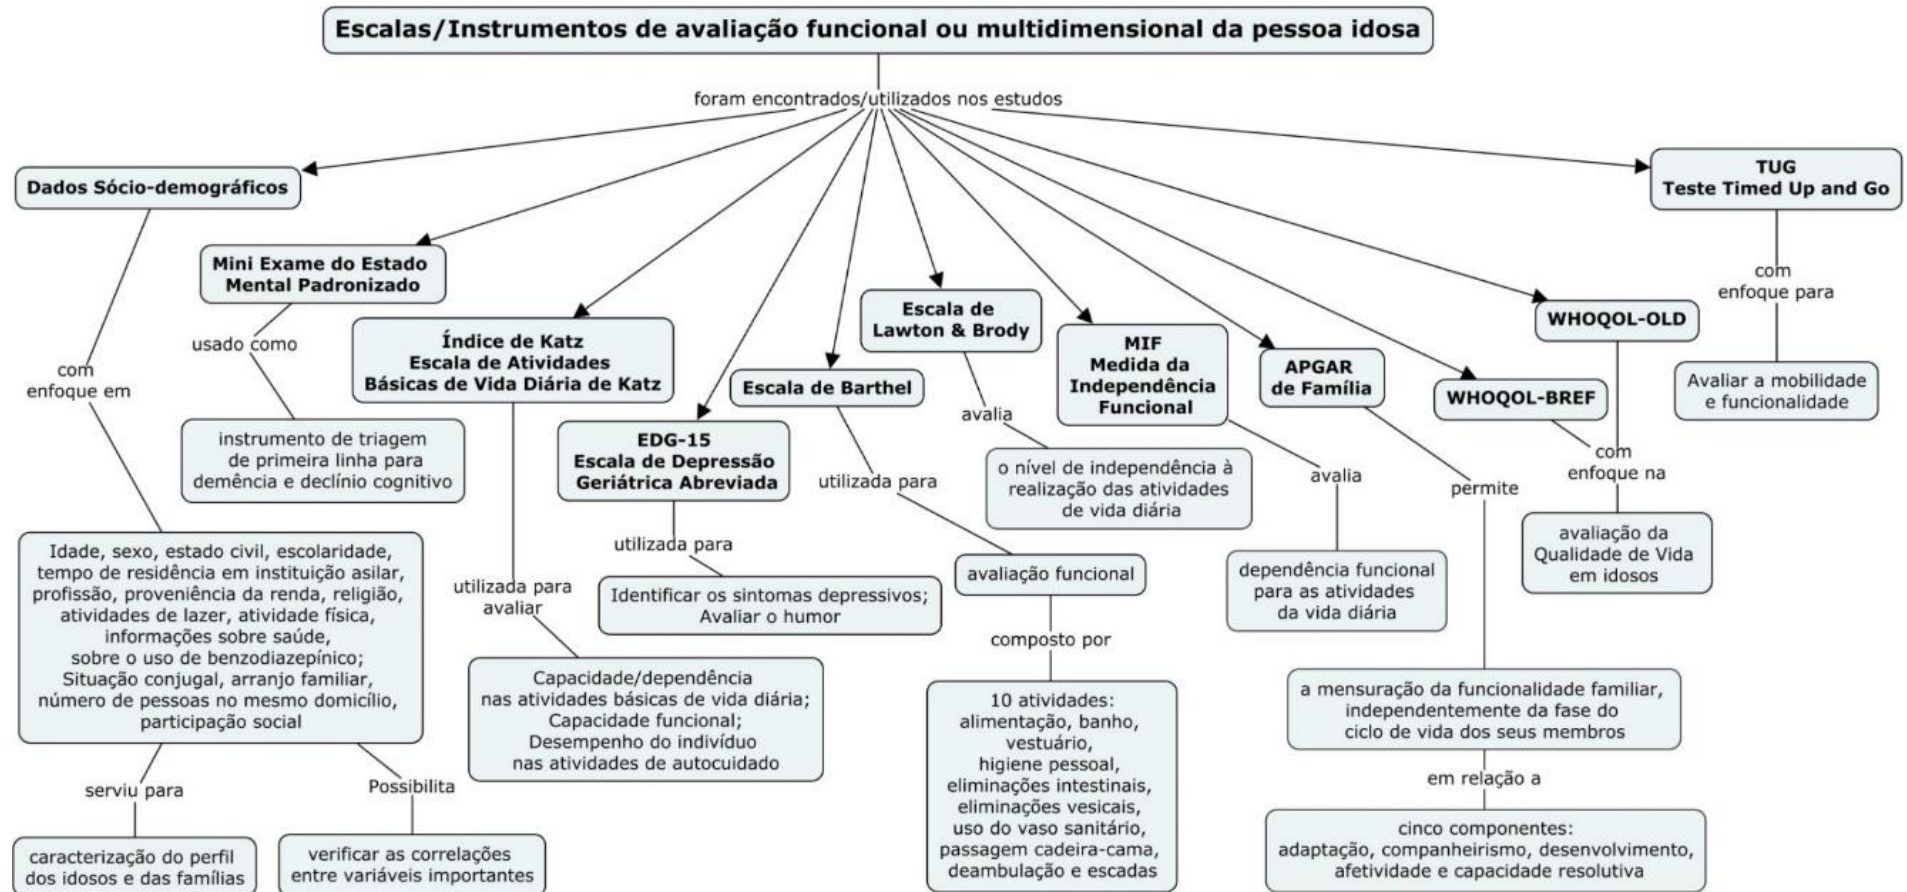 Escalas/Instrumentos de avaliação funcional ou multidimensional da pessoa idosa
foram encontrados/utilizados nos estudos
Dados Sócio-demográficos
com
enfoque em
Idade, sexo, estado civil, escolaridade,
tempo de residência em instituição asilar,
profissão, proveniência da renda, religião,
atividades de lazer, atividade física,
informações sobre saúde,
sobre o uso de benzodiazepínico;
Situação conjugal, arranjo familiar,
número de pessoas no mesmo domicílio,
participação social
serviu para
caracterização do perfil
dos idosos e das famílias
Possibilita
verificar as correlações
entre variáveis importantes
Mini Exame do Estado
Mental Padronizado
usado como
instrumento de triagem
de primeira linha para
demência e declínio cognitivo
Índice de Katz
Escala de Atividades
Básicas de Vida Diária de Katz
utilizada para
avaliar
Capacidade/dependência
nas atividades básicas de vida diária;
Capacidade funcional;
Desempenho do indivíduo
nas atividades de autocuidado
EDG-15
Escala de Depressão
Geriátrica Abreviada
utilizada para
Identificar os sintomas depressivos;
Avaliar o humor
Escala de Barthel
utilizada para
avaliação funcional
composto por
10 atividades:
alimentação, banho,
vestuário,
higiene pessoal,
eliminações intestinais,
eliminações vesicais,
uso do vaso sanitário,
passagem cadeira-cama,
deambulação e escadas
Escala de
Lawton & Brody
avalia
o nível de independência à
realização das atividades
de vida diária
MIF
Medida da
Independência
Funcional
avalia
dependência funcional
para as atividades
da vida diária
APGAR
de Família
permite
a mensuração da funcionalidade familiar,
independentemente da fase do
ciclo de vida dos seus membros
em relação a
cinco componentes:
adaptação, companheirismo, desenvolvimento,
afetividade e capacidade resolutiva
WHOQOL-BREF
WHOQOL-OLD
com
enfoque na
avaliação da
Qualidade de Vida
em idosos
TUG
Teste Timed Up and Go
com
enfoque para
Avaliar a mobilidade
e funcionalidade